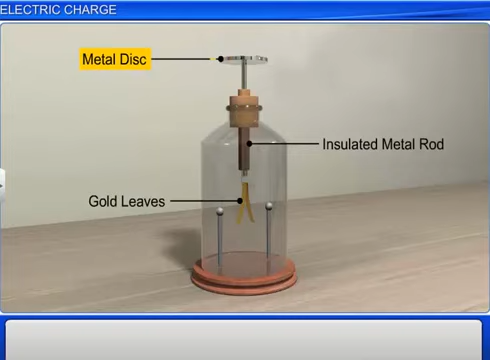 ELECTRIC CHARGE
Metal Disc
Insulated Metal Rod
Gold Leaves